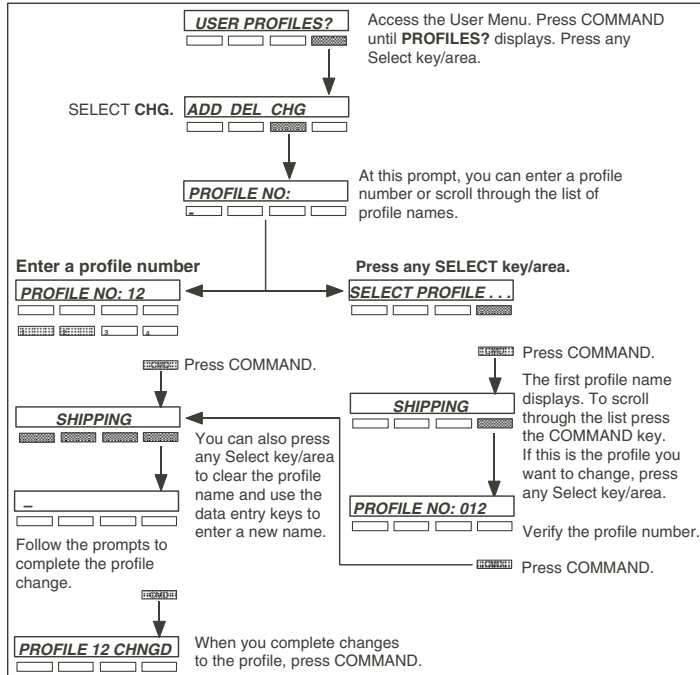 USER PROFILES?
Access the User Menu. Press COMMAND
until PROFILES? displays. Press any
Select key/area.
SELECT CHG.
ADD DEL CHG
At this prompt, you can enter a profile
number or scroll through the list of
profile names.
PROFILE NO:
-
Enter a profile number
PROFILE NO: 12
1 2 3 4
CMD Press COMMAND.
Press any SELECT key/area.
SELECT PROFILE . . .
CMD Press COMMAND.
The first profile name
displays. To scroll
through the list press
the COMMAND key.
If this is the profile you
want to change, press
any Select key/area.
SHIPPING
PROFILE NO: 012
Verify the profile number.
CMD Press COMMAND.
SHIPPING
You can also press
any Select key/area
to clear the profile
name and use the
data entry keys to
enter a new name.
_
Follow the prompts to
complete the profile
change.
CMD
PROFILE 12 CHNGD
When you complete changes
to the profile, press COMMAND.